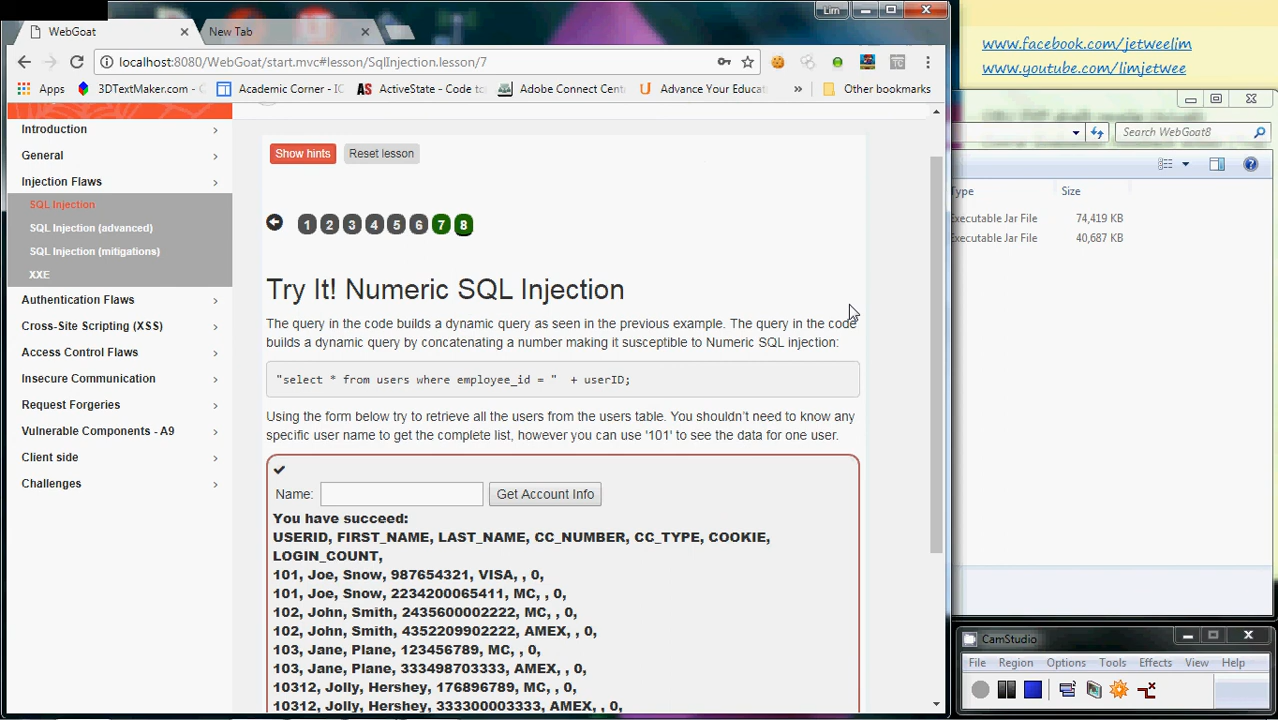 Lim
WebGoat
New Tab
localhost:8080/WebGoat/start.mvc#lesson/SqlInjection.lesson/7
Apps
3DTextMaker.com
Academic Corner - IC
ActiveState - Code to
Adobe Connect Cent
Advance Your Educat
»
Other bookmarks
Introduction
General
Injection Flaws
SQL Injection
SQL Injection (advanced)
SQL Injection (mitigations)
XXE
Authentication Flaws
Cross-Site Scripting (XSS)
Access Control Flaws
Insecure Communication
Request Forgeries
Vulnerable Components - A9
Client side
Challenges
Show hints
Reset lesson
1 2 3 4 5 6 7 8
Try It! Numeric SQL Injection
The query in the code builds a dynamic query as seen in the previous example. The query in the code
builds a dynamic query by concatenating a number making it susceptible to Numeric SQL injection:
"select * from users where employee_id = " + userID;
Using the form below try to retrieve all the users from the users table. You shouldn't need to know any
specific user name to get the complete list, however you can use '101' to see the data for one user.
Name:
Get Account Info
You have succeed:
USERID, FIRST_NAME, LAST_NAME, CC_NUMBER, CC_TYPE, COOKIE,
LOGIN_COUNT,
101, Joe, Snow, 987654321, VISA, , 0,
101, Joe, Snow, 2234200065411, MC, , 0,
102, John, Smith, 2435600002222, MC, , 0,
102, John, Smith, 4352209902222, AMEX, , 0,
103, Jane, Plane, 123456789, MC, , 0,
103, Jane, Plane, 333498703333, AMEX, , 0,
10312, Jolly, Hershey, 176896789, MC, , 0,
10312, Jolly, Hershey, 333300003333, AMEX, , 0,
www.facebook.com/jetweelim
www.youtube.com/limjetwee
Search WebGoat8
Type
Size
Executable Jar File
74,419 KB
Executable Jar File
40,687 KB
CamStudio
File
Region
Options
Tools
Effects
View
Help